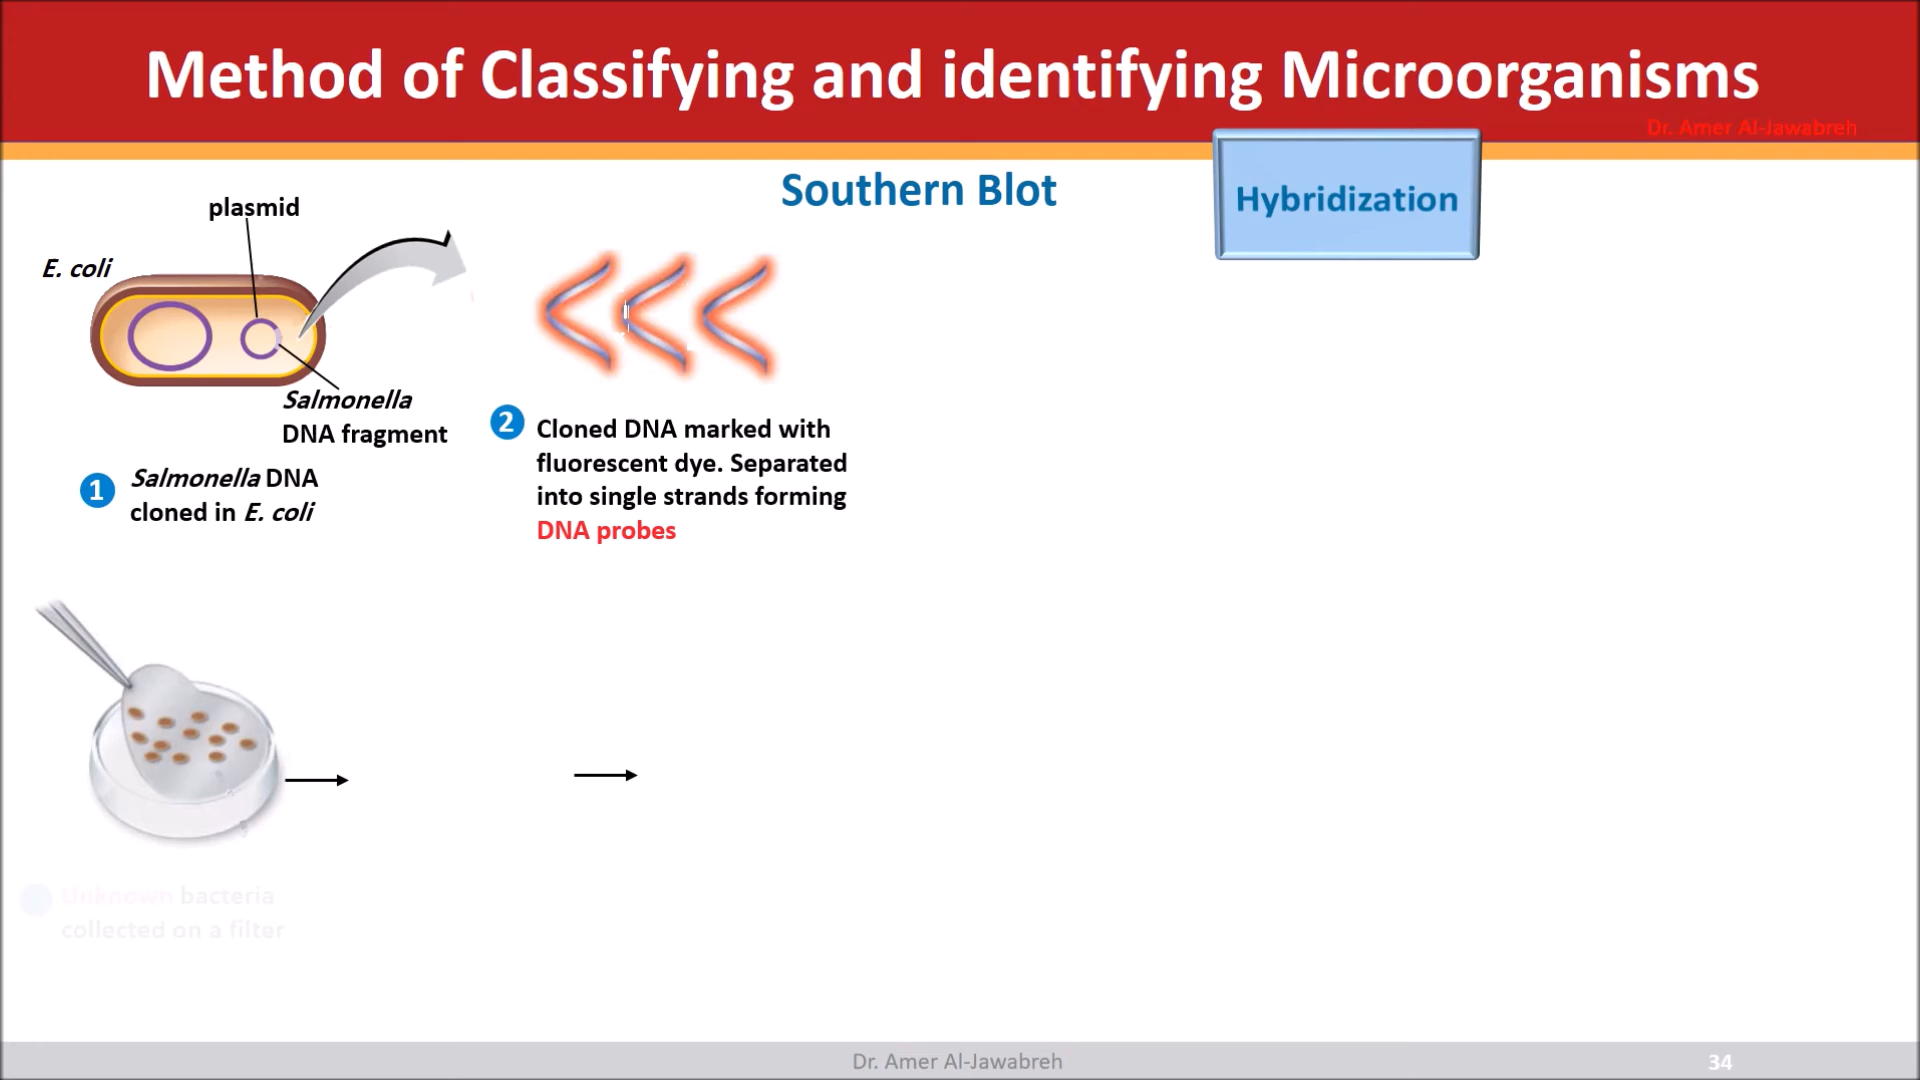 Method of Classifying and identifying Microorganisms
Dr. Amer Al-Jawabreh
Southern Blot
Hybridization
plasmid
E. coli
Salmonella
DNA fragment
1
Salmonella DNA
cloned in E. coli
2
Cloned DNA marked with
fluorescent dye. Separated
into single strands forming
DNA probes
Unknown bacteria
collected on a filter
Dr. Amer Al-Jawabreh
34